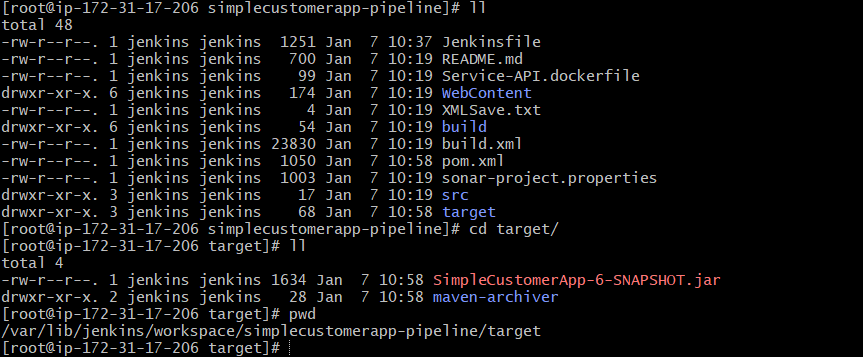 [root@ip-172-31-17-206 simplecustomerapp-pipeline]# ll
total 48
-rw-r--r--. 1 jenkins jenkins  1251 Jan  7 10:37 Jenkinsfile
-rw-r--r--. 1 jenkins jenkins   700 Jan  7 10:19 README.md
-rw-r--r--. 1 jenkins jenkins    99 Jan  7 10:19 Service-API.dockerfile
drwxr-xr-x. 6 jenkins jenkins   174 Jan  7 10:19 WebContent
-rw-r--r--. 1 jenkins jenkins     4 Jan  7 10:19 XMLSave.txt
drwxr-xr-x. 6 jenkins jenkins    54 Jan  7 10:19 build
-rw-r--r--. 1 jenkins jenkins 23830 Jan  7 10:19 build.xml
-rw-r--r--. 1 jenkins jenkins  1050 Jan  7 10:58 pom.xml
-rw-r--r--. 1 jenkins jenkins  1003 Jan  7 10:19 sonar-project.properties
drwxr-xr-x. 3 jenkins jenkins    17 Jan  7 10:19 src
drwxr-xr-x. 3 jenkins jenkins    68 Jan  7 10:58 target
[root@ip-172-31-17-206 simplecustomerapp-pipeline]# cd target/
[root@ip-172-31-17-206 target]# ll
total 4
-rw-r--r--. 1 jenkins jenkins 1634 Jan  7 10:58 SimpleCustomerApp-6-SNAPSHOT.jar
drwxr-xr-x. 2 jenkins jenkins   28 Jan  7 10:58 maven-archiver
[root@ip-172-31-17-206 target]# pwd
/var/lib/jenkins/workspace/simplecustomerapp-pipeline/target
[root@ip-172-31-17-206 target]#